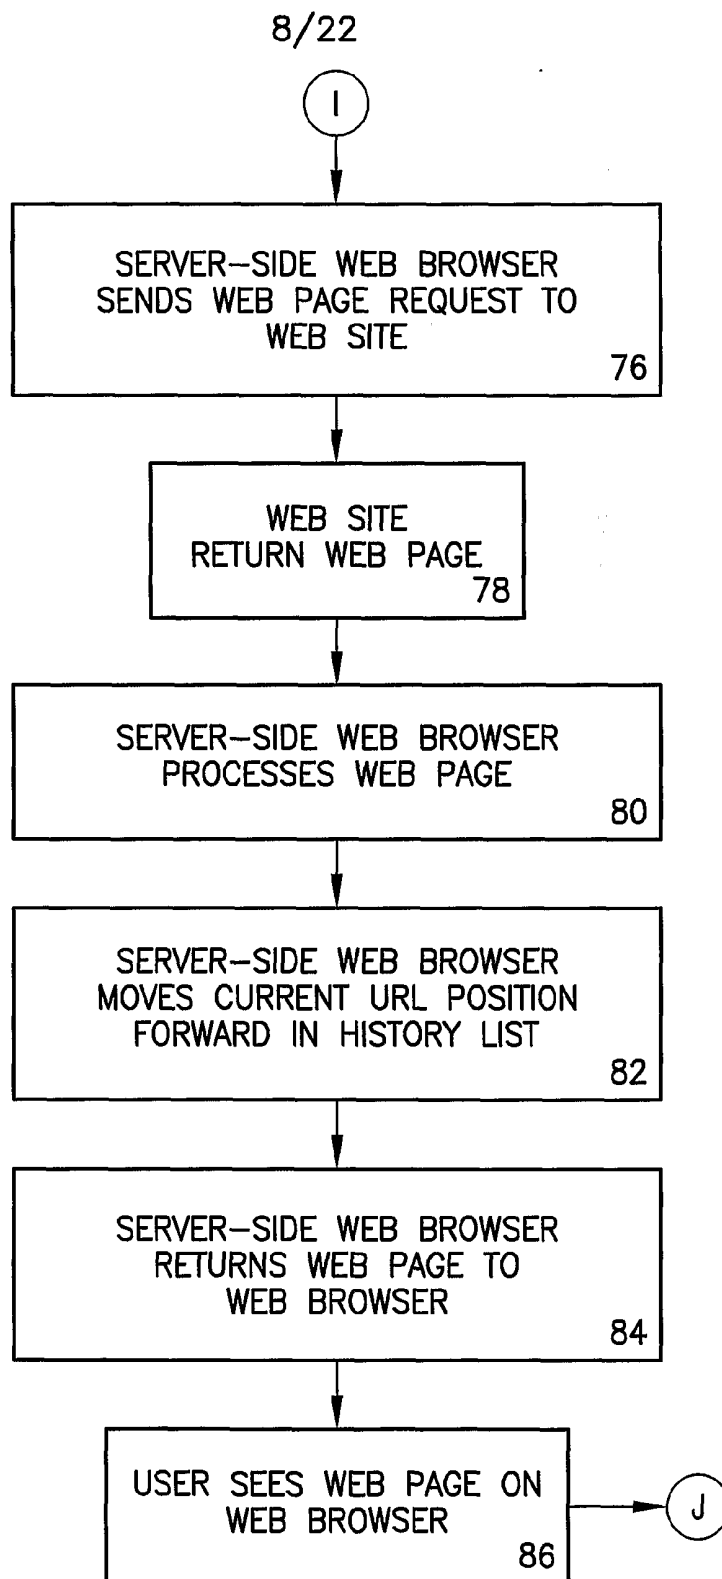 8/22
I
SERVER-SIDE WEB BROWSER
SENDS WEB PAGE REQUEST TO
WEB SITE
76
WEB SITE
RETURN WEB PAGE
78
SERVER-SIDE WEB BROWSER
PROCESSES WEB PAGE
80
SERVER-SIDE WEB BROWSER
MOVES CURRENT URL POSITION
FORWARD IN HISTORY LIST
82
SERVER-SIDE WEB BROWSER
RETURNS WEB PAGE TO
WEB BROWSER
84
USER SEES WEB PAGE ON
WEB BROWSER
86
J